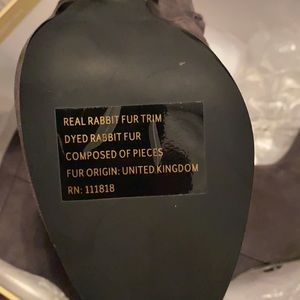 REAL RABBIT FUR TRIM
DYED RABBIT FUR
COMPOSED OF PIECES
FUR ORIGIN: UNITED KINGDOM
RN: 111818